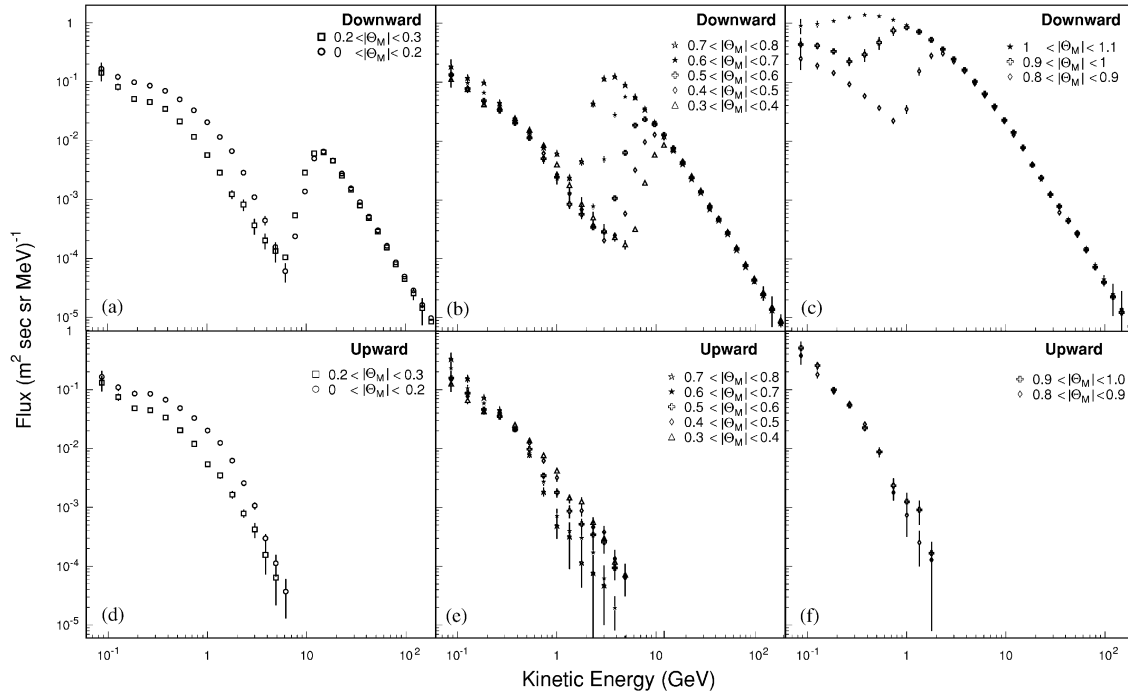 Flux (m² sec sr MeV)⁻¹
1
10⁻¹
10⁻²
10⁻³
10⁻⁴
10⁻⁵
Downward
0.2<|Θ_M|<0.3
0 <|Θ_M|<0.2
(a)
Downward
0.7<|Θ_M|<0.8
0.6<|Θ_M|<0.7
0.5<|Θ_M|<0.6
0.4<|Θ_M|<0.5
0.3<|Θ_M|<0.4
(b)
Downward
1 <|Θ_M|<1.1
0.9<|Θ_M|<1
0.8<|Θ_M|<0.9
(c)
1
10⁻¹
10⁻²
10⁻³
10⁻⁴
10⁻⁵
Upward
0.2<|Θ_M|<0.3
0 <|Θ_M|<0.2
(d)
Upward
0.7<|Θ_M|<0.8
0.6<|Θ_M|<0.7
0.5<|Θ_M|<0.6
0.4<|Θ_M|<0.5
0.3<|Θ_M|<0.4
(e)
Upward
0.9<|Θ_M|<1.0
0.8<|Θ_M|<0.9
(f)
10⁻¹ 1 10 10² 10⁻¹ 1 10 10⁻¹ 1 10 10²
Kinetic Energy (GeV)